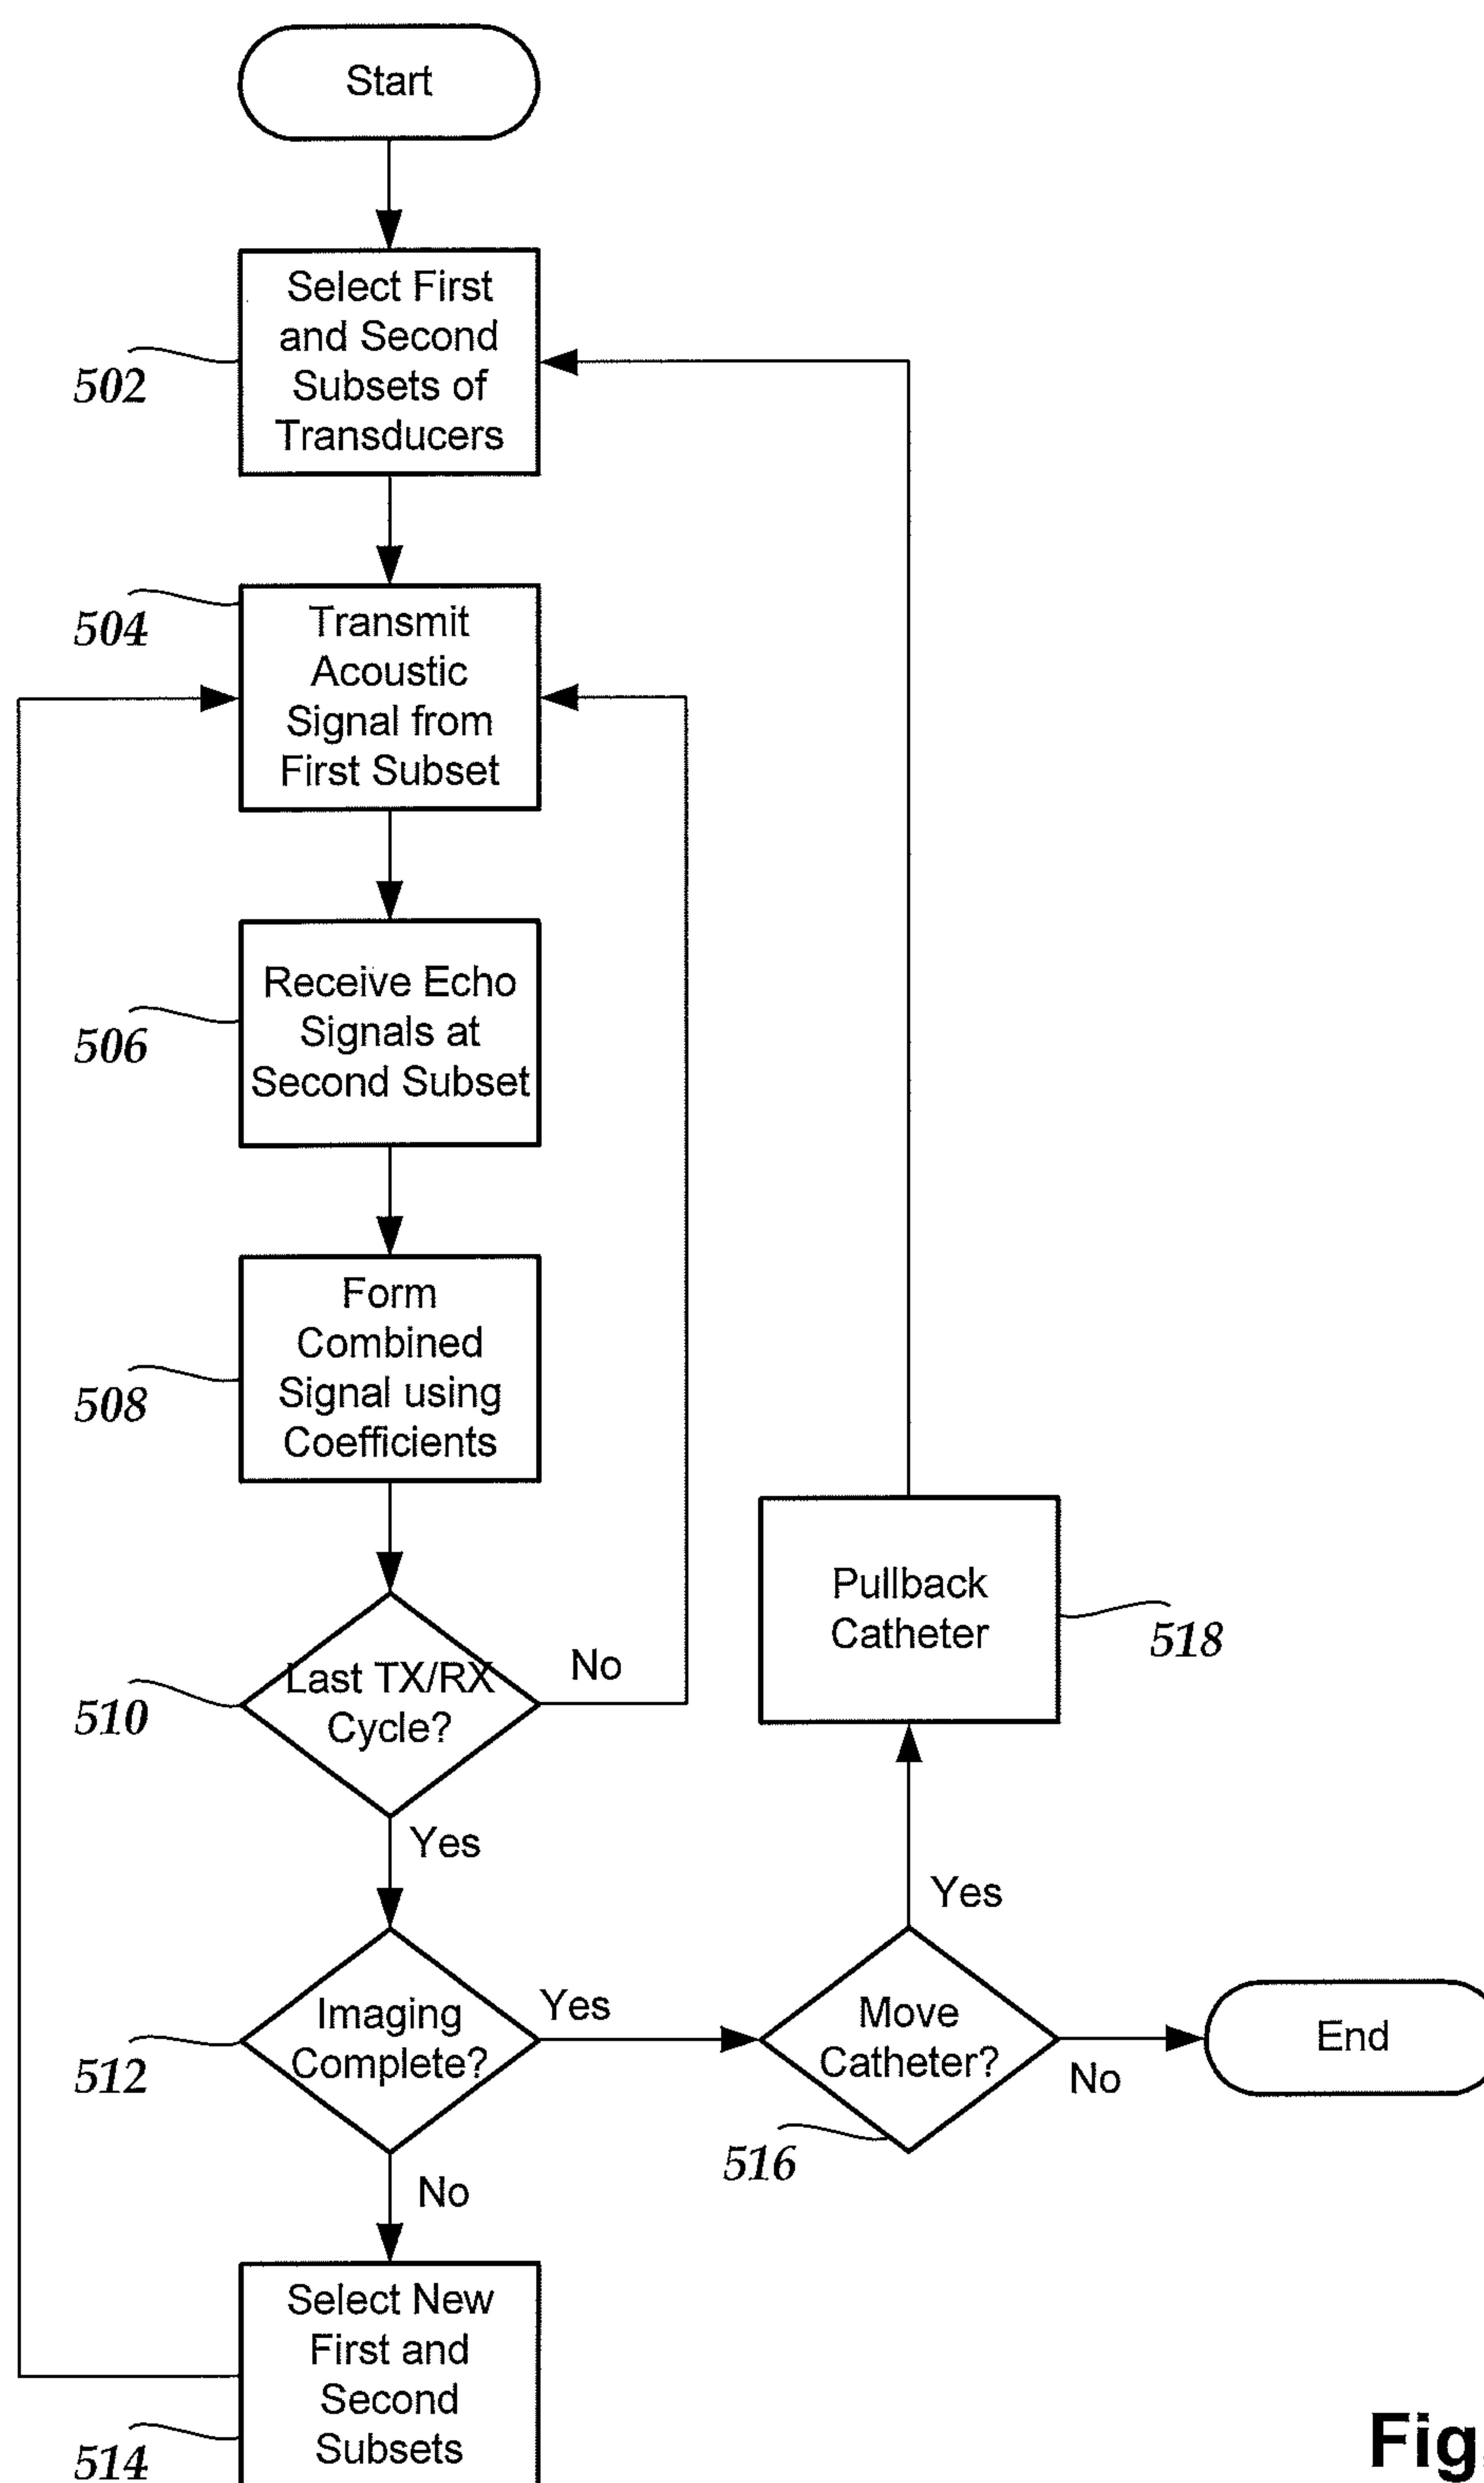 Start
Select First
and Second
Subsets of
Transducers
502
504
Transmit
Acoustic
Signal from
First Subset
Receive Echo
Signals at
Second Subset
506
Form
Combined
Signal using
Coefficients
508
Last TX/RX
Cycle?
No
510
Yes
Pullback
Catheter
518
Imaging
Complete?
Yes
512
Yes
Move
Catheter?
No
516
End
No
Select New
First and
Second
Subsets
514
Fig.